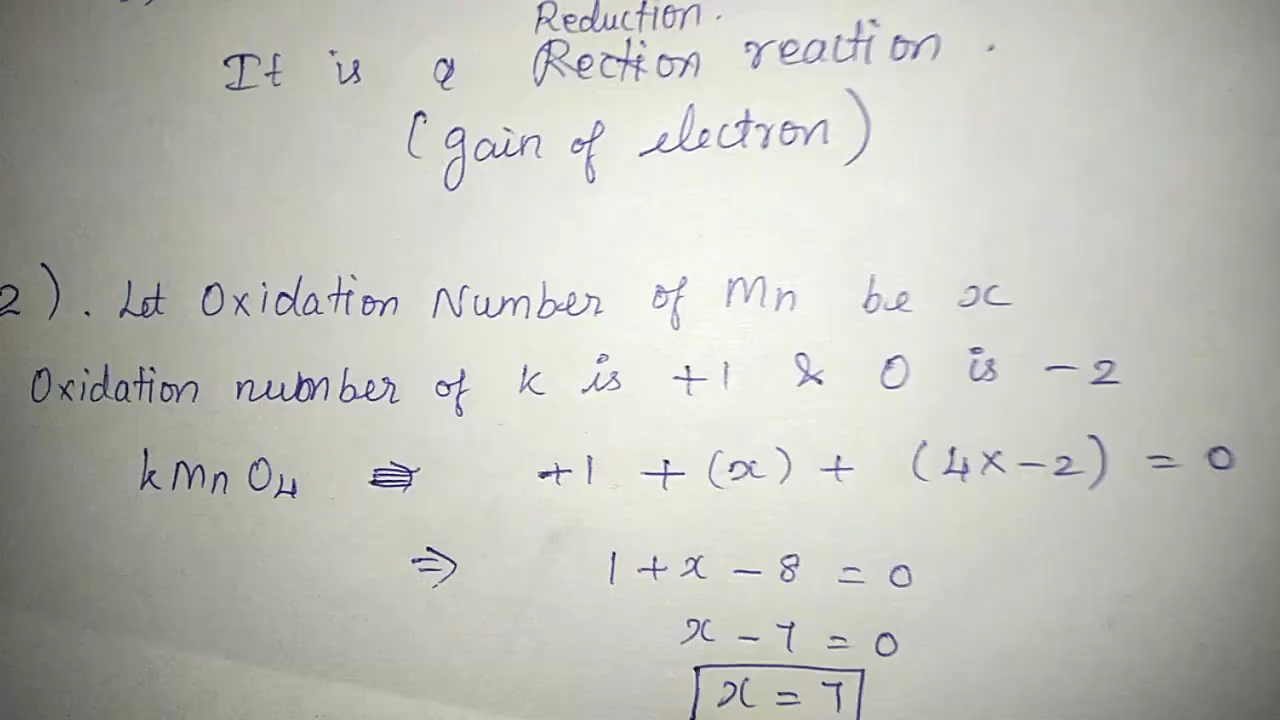 Reduction.
It is a Rection reaction.
(gain of electron)
2). Let Oxidation Number of Mn be x
Oxidation number of k is +1 & O is -2
kMnO4 ⇒ +1 + (x) + (4x-2) = 0
⇒ 1 + x - 8 = 0
x - 7 = 0
x = 7